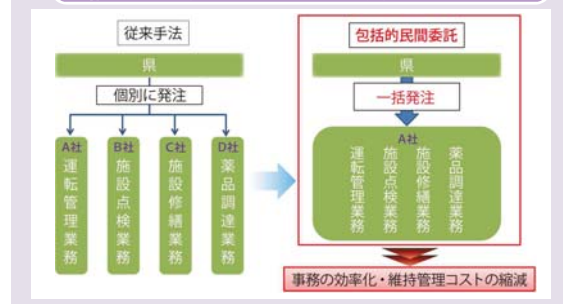 従来手法
県
個別に発注
A社
運転管理業務
B社
施設点検業務
C社
施設修繕業務
D社
薬品調達業務
包括的民間委託
県
一括発注
A社
運転管理業務
施設点検業務
施設修繕業務
薬品調達業務
事務の効率化・維持管理コストの縮減